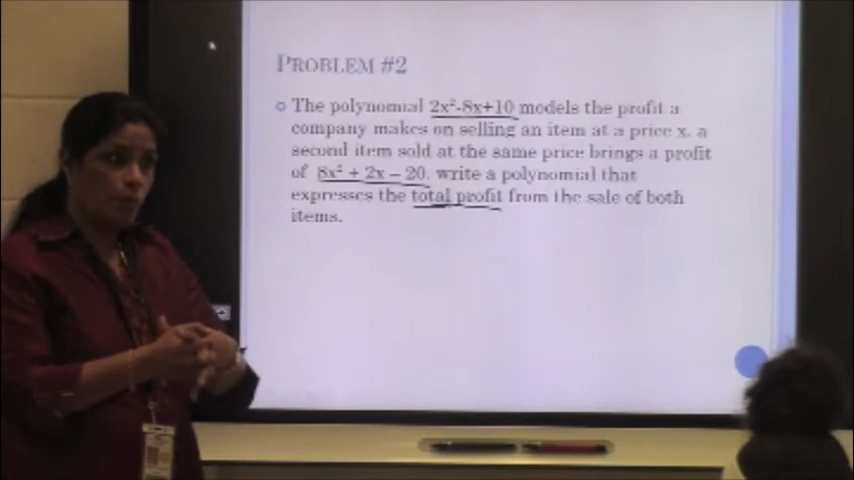 PROBLEM #2
The polynomial 2x²-8x+10 models the profit a
company makes on selling an item at a price x. a
second item sold at the same price brings a profit
of 8x² + 2x – 20. write a polynomial that
expresses the total profit from the sale of both
items.